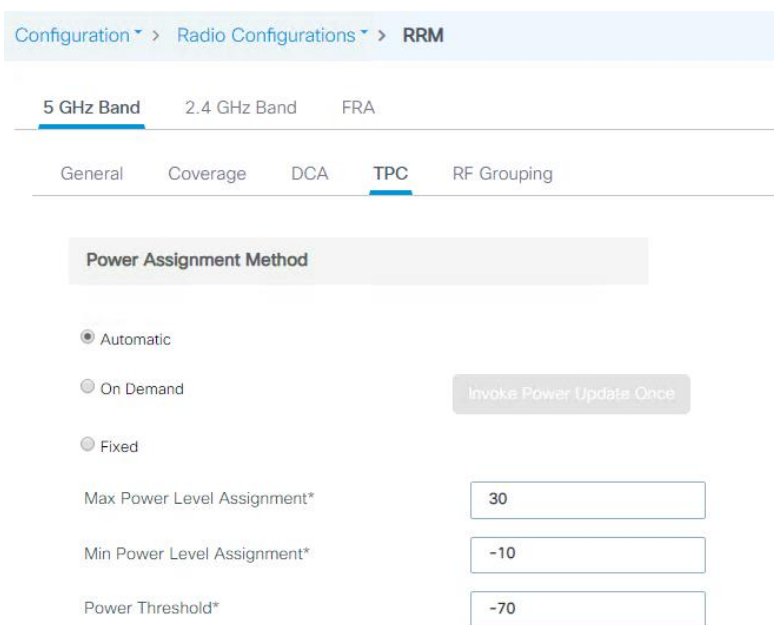 Configuration > Radio Configurations > RRM
5 GHz Band 2.4 GHz Band FRA
General Coverage DCA TPC RF Grouping
Power Assignment Method
Automatic
On Demand Invoke Power Update Once
Fixed
Max Power Level Assignment* 30
Min Power Level Assignment* -10
Power Threshold* -70